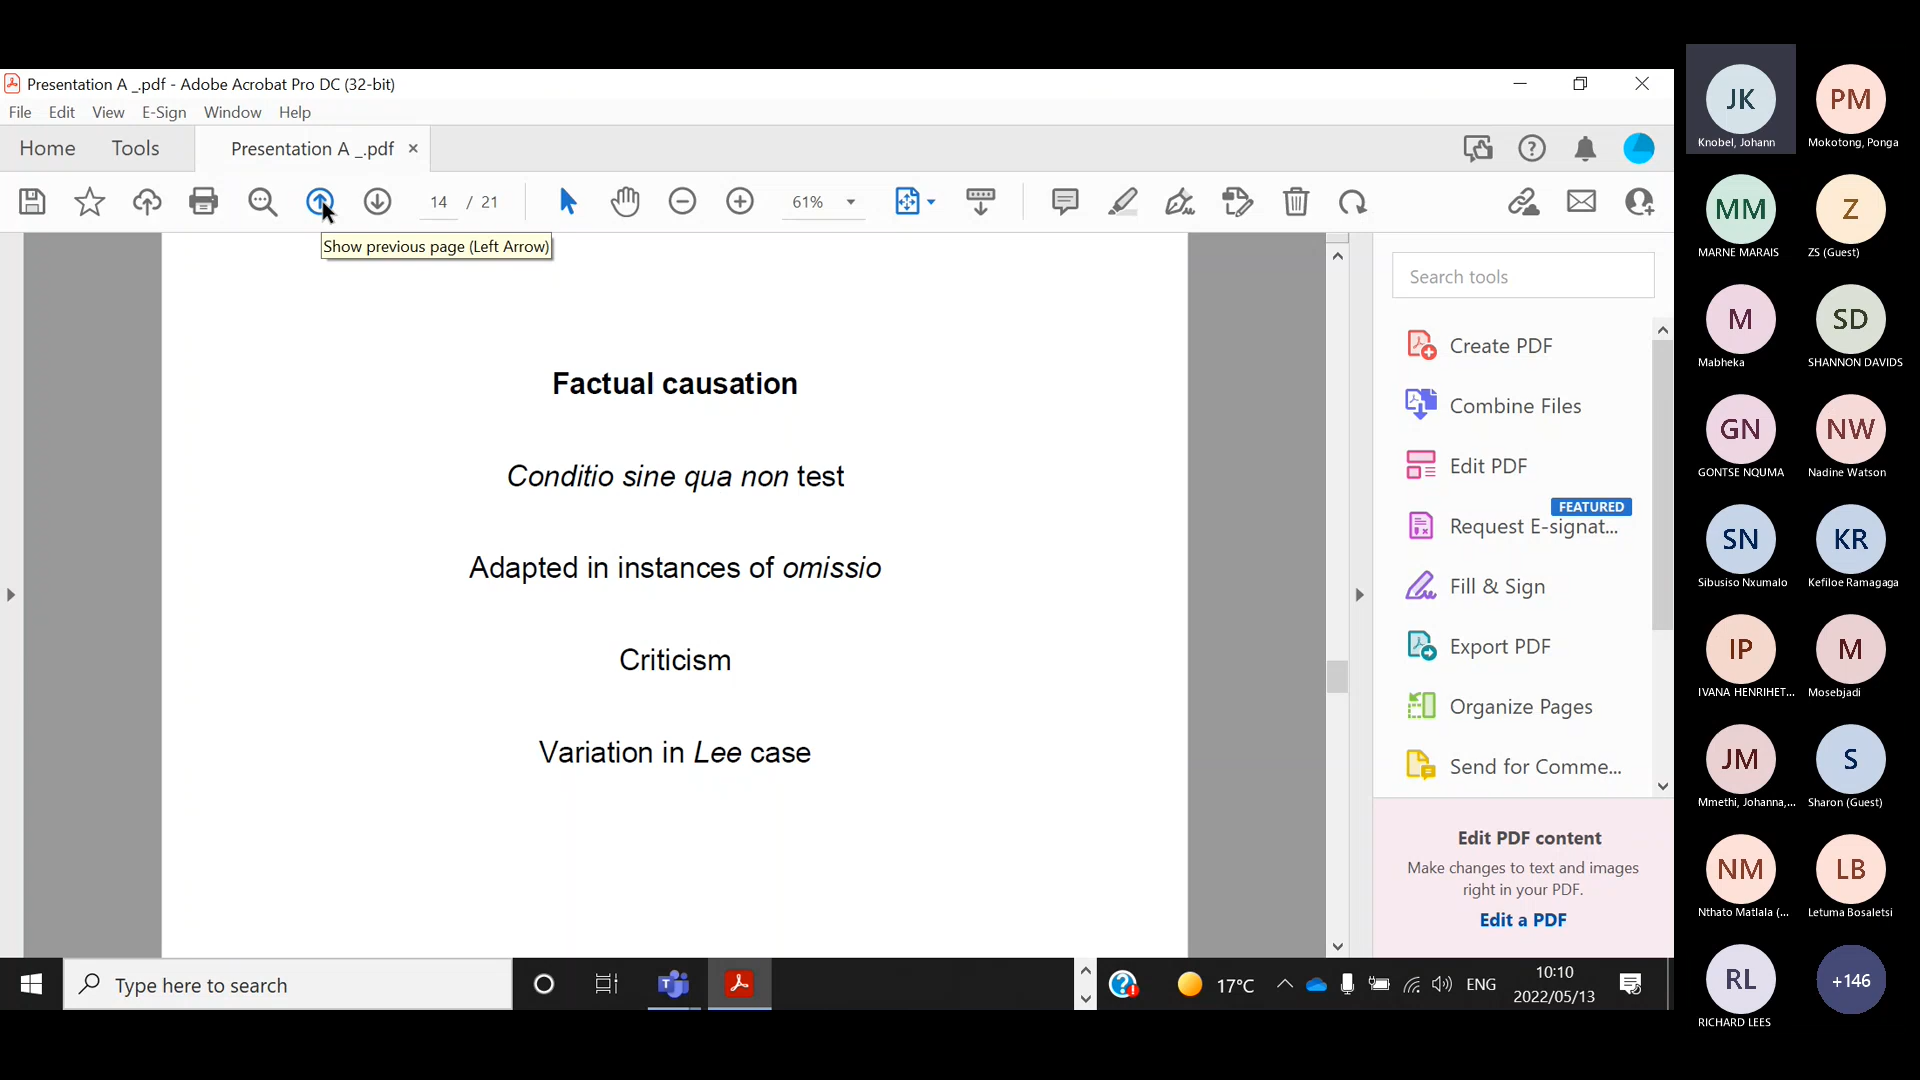 Presentation A _.pdf - Adobe Acrobat Pro DC (32-bit)
File Edit View E-Sign Window Help
Home Tools Presentation A _.pdf ×
14 / 21 61%
Show previous page (Left Arrow)
Factual causation
Conditio sine qua non test
Adapted in instances of omissio
Criticism
Variation in Lee case
Search tools
Create PDF
Combine Files
Edit PDF
FEATURED
Request E-signat...
Fill & Sign
Export PDF
Organize Pages
Send for Comme...
Edit PDF content
Make changes to text and images
right in your PDF.
Edit a PDF
Type here to search
17°C
ENG
10:10
2022/05/13
JK
Knobel, Johann
PM
Mokotong, Ponga
MM
MARNE MARAIS
Z
ZS (Guest)
M
Mabheka
SD
SHANNON DAVIDS
GN
GONTSE NQUMA
NW
Nadine Watson
SN
Sibusiso Nxumalo
KR
Kefiloe Ramagaga
IP
IVANA HENRIHET...
M
Mosebjadi
JM
Mmethi, Johanna,...
S
Sharon (Guest)
NM
Nthato Matlala (...
LB
Letuma Bosaletsi
RL
RICHARD LEES
+146